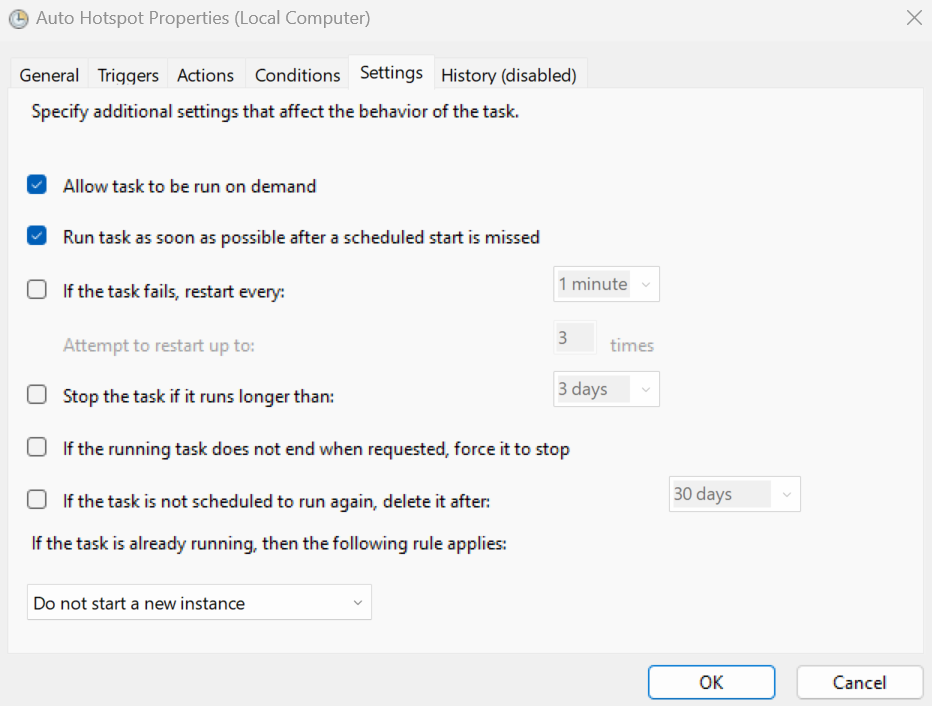 Auto Hotspot Properties (Local Computer)
General Triggers Actions Conditions Settings History (disabled)
Specify additional settings that affect the behavior of the task.
Allow task to be run on demand
Run task as soon as possible after a scheduled start is missed
If the task fails, restart every: 1 minute
Attempt to restart up to: 3 times
Stop the task if it runs longer than: 3 days
If the running task does not end when requested, force it to stop
If the task is not scheduled to run again, delete it after: 30 days
If the task is already running, then the following rule applies:
Do not start a new instance
OK Cancel